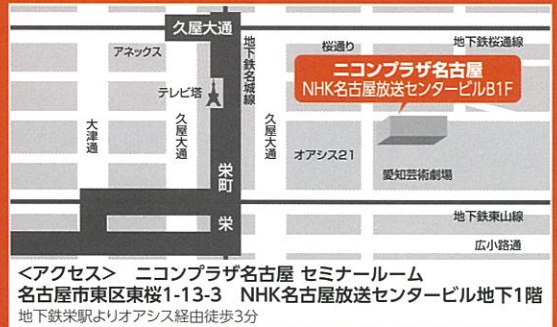 久屋大通
アネックス
地下鉄名城線
桜通り
地下鉄桜通線
ニコンプラザ名古屋
NHK名古屋放送センタービルB1F
テレビ塔
大津通
久屋大通
久屋大通
オアシス21
愛知芸術劇場
栄町
栄
地下鉄東山線
広小路通
<アクセス> ニコンプラザ名古屋 セミナールーム
名古屋市東区東桜1-13-3 NHK名古屋放送センタービル地下1階
地下鉄栄駅よりオアシス経由徒歩3分